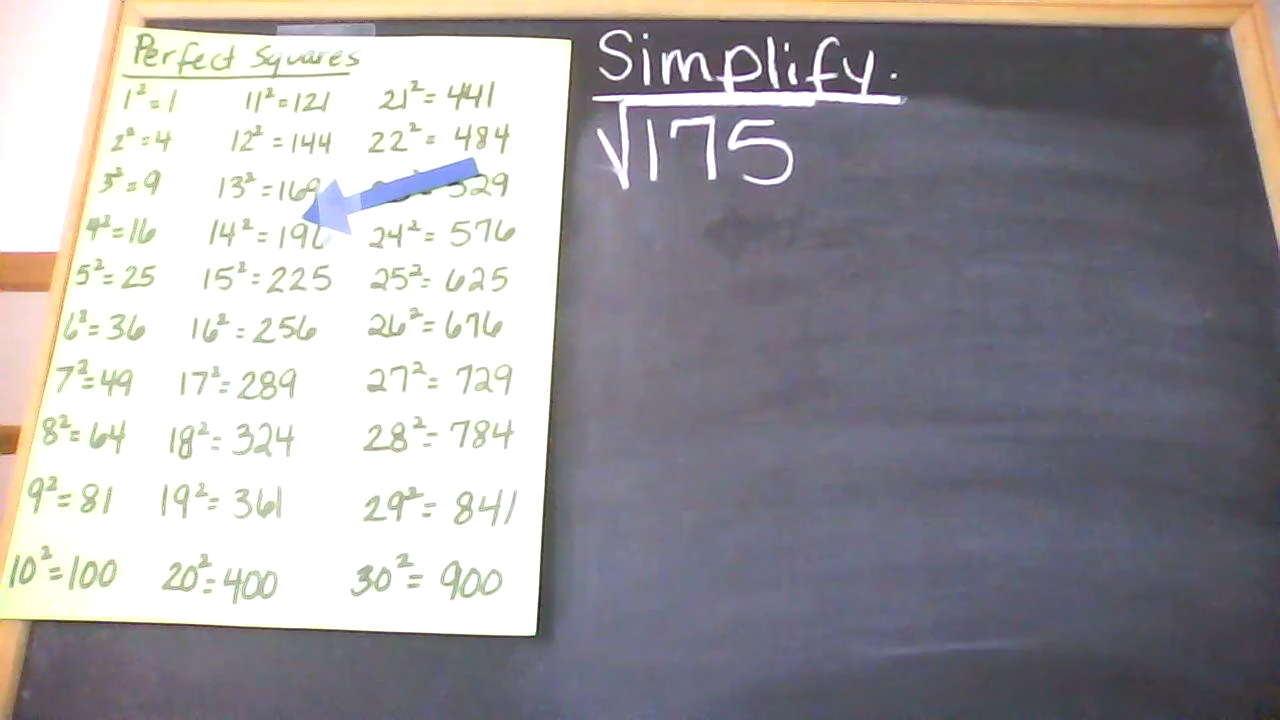 Perfect Squares
1²=1 11²=121 21²=441
2²=4 12²=144 22²=484
3²=9 13²=169 529
4²=16 14²=196 24²=576
5²=25 15²=225 25²=625
6²=36 16²=256 26²=676
7²=49 17²=289 27²=729
8²=64 18²=324 28²=784
9²=81 19²=361 29²=841
10²=100 20²=400 30²=900
Simplify.
√175